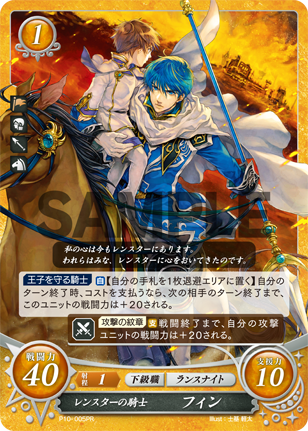 1
SAMPLE
私の心は今もレンスターにあります。
われらはみな、レンスターに心をおいてきたのです。
王子を守る騎士 自 【自分の手札を1枚退避エリアに置く】自分の
ターン終了時、コストを支払うなら、次の相手のターン終了まで、
このユニットの戦闘力は+20される。
攻撃の紋章 支 戦闘終了まで、自分の攻撃
ユニットの戦闘力は+20される。
戦闘力
40
射程 1 下級職 ランスナイト
支援力
10
レンスターの騎士 フィン
P10-005PR
Illust:土基 毅太